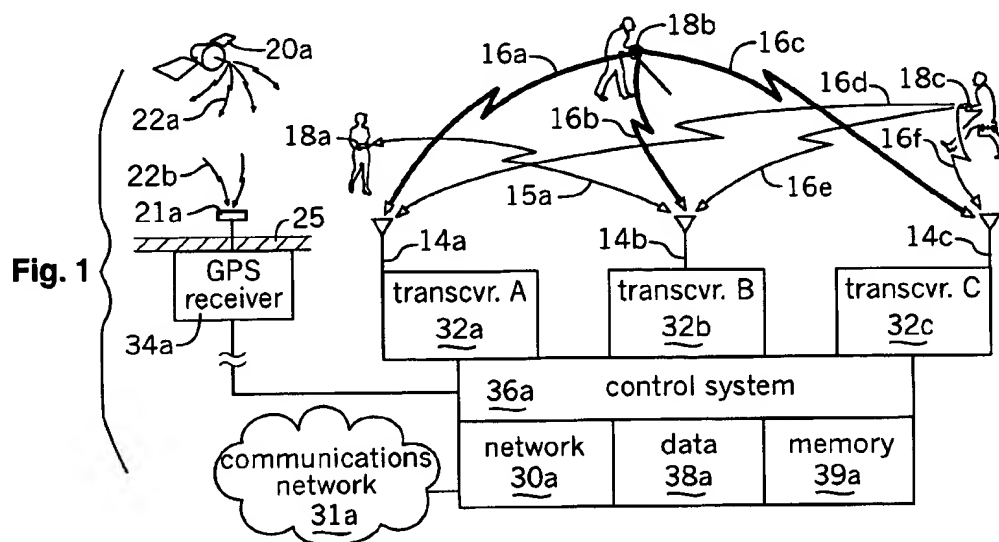 20a
22a
22b
21a
25
Fig. 1
GPS
receiver
34a
16a
18b
16c
16d
18c
18a
16b
16f
15a
16e
14a
14b
14c
transcvr. A
32a
transcvr. B
32b
transcvr. C
32c
36a control system
network
30a
data
38a
memory
39a
communications
network
31a